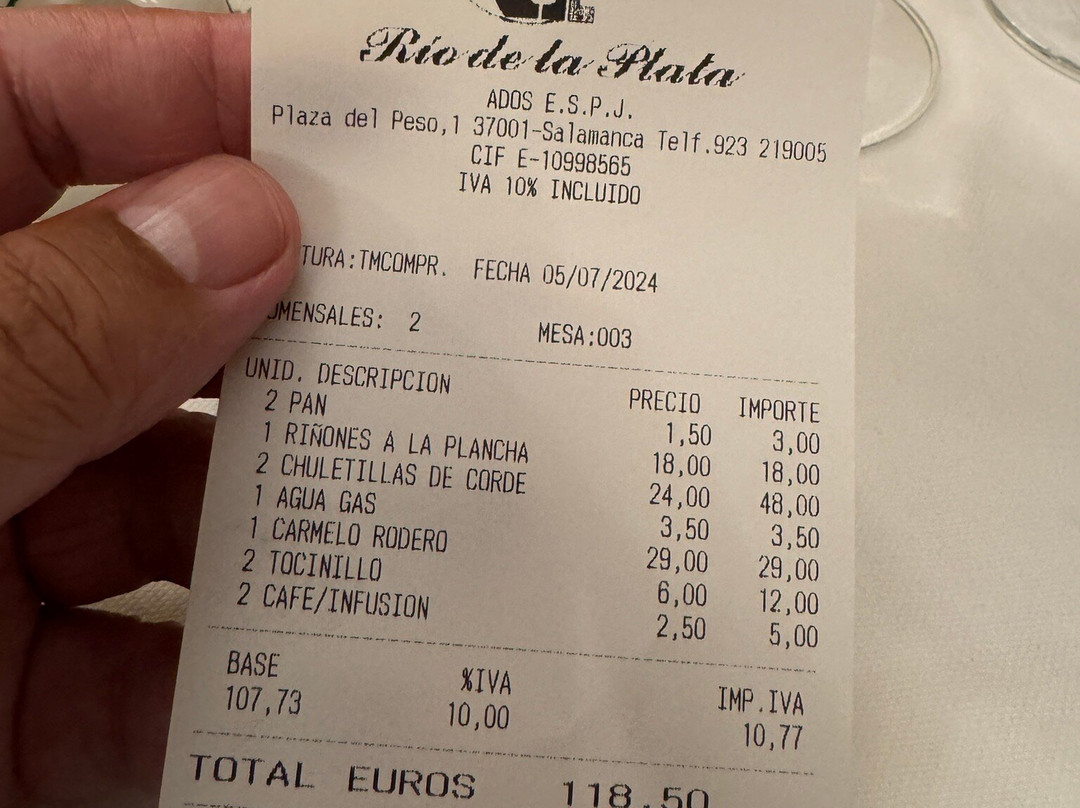 Río de la Plata
ADOS E.S.P.J.
Plaza del Peso,1 37001-Salamanca Telf.923 219005
CIF E-10998565
IVA 10% INCLUIDO
TURA:TMCOMPR. FECHA 05/07/2024
OMENSALES: 2 MESA:003
UNID. DESCRIPCION PRECIO IMPORTE
2 PAN 1,50 3,00
1 RIÑONES A LA PLANCHA 18,00 18,00
2 CHULETILLAS DE CORDE 24,00 48,00
1 AGUA GAS 3,50 3,50
1 CARMELO RODERO 29,00 29,00
2 TOCINILLO 6,00 12,00
2 CAFE/INFUSION 2,50 5,00
BASE %IVA IMP.IVA
107,73 10,00 10,77
TOTAL EUROS 118,50